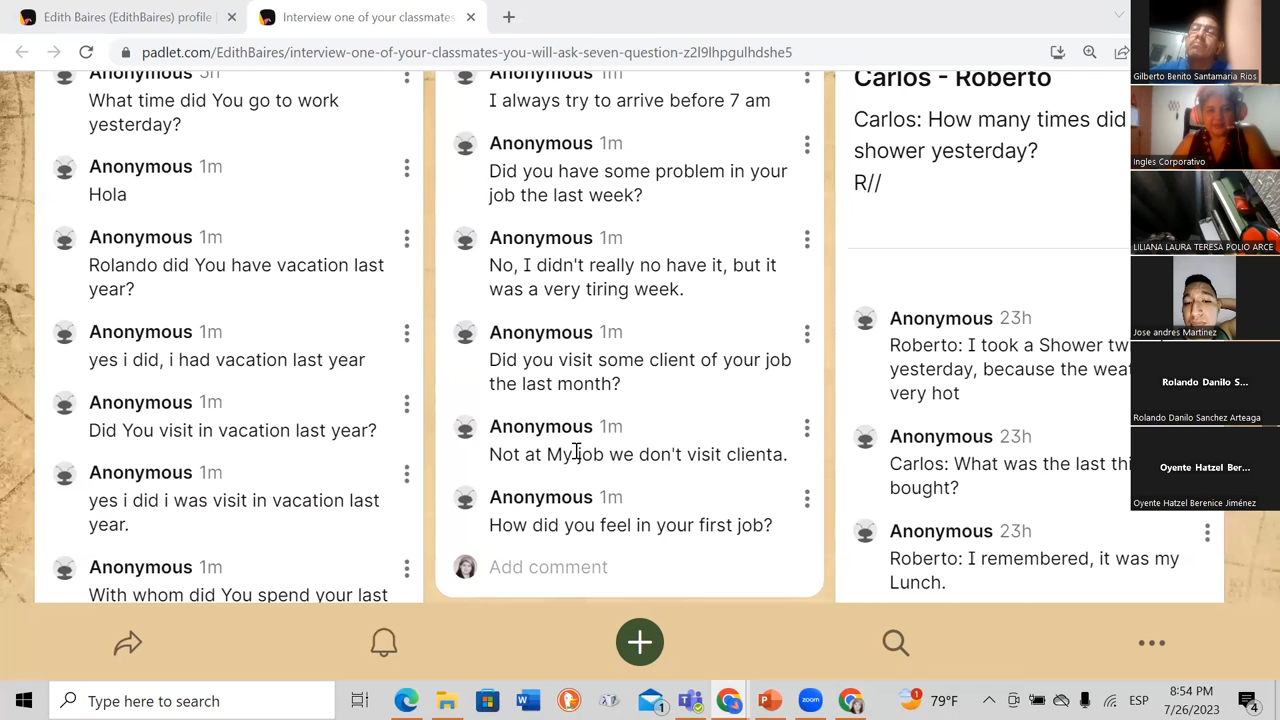 Edith Baires (EdithBaires) profile |
Interview one of your classmates
padlet.com/EdithBaires/interview-one-of-your-classmates-you-will-ask-seven-question-z2l9lhpgulhdshe5
Anonymous 5h
What time did You go to work
yesterday?
Anonymous 1m
Hola
Anonymous 1m
Rolando did You have vacation last
year?
Anonymous 1m
yes i did, i had vacation last year
Anonymous 1m
Did You visit in vacation last year?
Anonymous 1m
yes i did i was visit in vacation last
year.
Anonymous 1m
With whom did You spend your last
Anonymous 1m
I always try to arrive before 7 am
Anonymous 1m
Did you have some problem in your
job the last week?
Anonymous 1m
No, I didn't really no have it, but it
was a very tiring week.
Anonymous 1m
Did you visit some client of your job
the last month?
Anonymous 1m
Not at My job we don't visit clienta.
Anonymous 1m
How did you feel in your first job?
Add comment
Carlos - Roberto
Carlos: How many times did
shower yesterday?
R//
Anonymous 23h
Roberto: I took a Shower tw
yesterday, because the wea
very hot
Anonymous 23h
Carlos: What was the last thi
bought?
Anonymous 23h
Roberto: I remembered, it was my
Lunch.
Gilberto Benito Santamaria Rios
Ingles Corporativo
LILIANA LAURA TERESA POLIO ARCE
Jose andres Martinez
Rolando Danilo S...
Rolando Danilo Sanchez Arteaga
Oyente Hatzel Ber...
Oyente Hatzel Berenice Jiménez
Type here to search
1
zoom
1
79°F
ESP
8:54 PM
7/26/2023
4